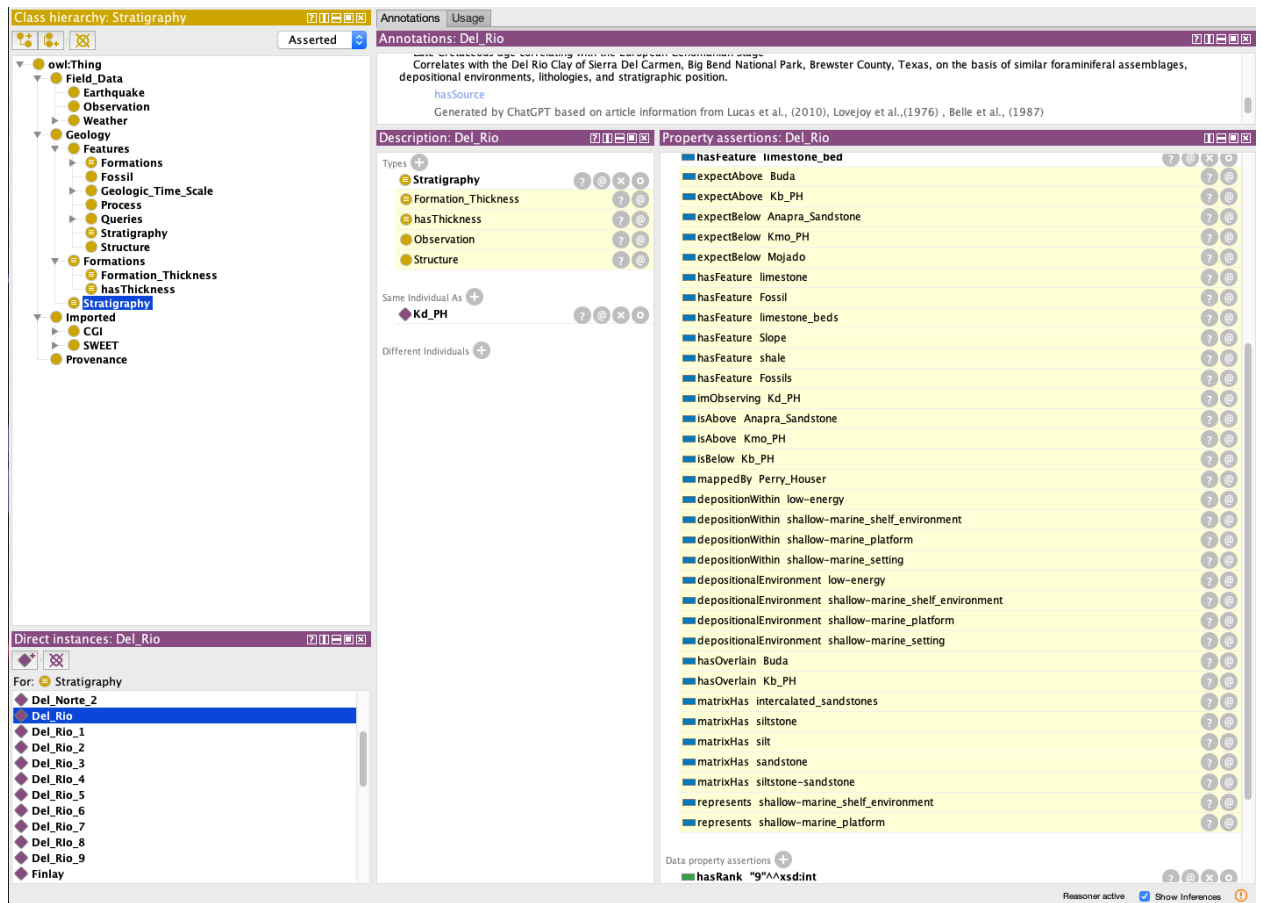 Class hierarchy: Stratigraphy
Asserted
owl:Thing
Field_Data
Earthquake
Observation
Weather
Geology
Features
Formations
Fossil
Geologic_Time_Scale
Process
Queries
Stratigraphy
Structure
Formations
Formation_Thickness
hasThickness
Stratigraphy
Imported
CGI
SWEET
Provenance
Direct instances: Del_Rio
For: Stratigraphy
Del_Norte_2
Del_Rio
Del_Rio_1
Del_Rio_2
Del_Rio_3
Del_RIo_4
Del_Rio_5
Del_Rio_6
Del_Rio_7
Del_RIo_8
Del_Rio_9
Finlay
Annotations Usage
Annotations: Del_Rio
Late Cretaceous age correlating with the European Cenomanian stage
Correlates with the Del Rio Clay of Sierra Del Carmen, Big Bend National Park, Brewster County, Texas, on the basis of similar foraminiferal assemblages,
depositional environments, lithologies, and stratigraphic position.
hasSource
Generated by ChatGPT based on article information from Lucas et al., (2010), Lovejoy et al.,(1976) , Belle et al., (1987)
Description: Del_Rio
Types
Stratigraphy
Formation_Thickness
hasThickness
Observation
Structure
Same Individual As
Kd_PH
Different Individuals
Property assertions: Del_Rio
hasFeature limestone_bed
expectAbove Buda
expectAbove Kb_PH
expectBelow Anapra_Sandstone
expectBelow Kmo_PH
expectBelow Mojado
hasFeature limestone
hasFeature Fossil
hasFeature limestone_beds
hasFeature Slope
hasFeature shale
hasFeature Fossils
imObserving Kd_PH
isAbove Anapra_Sandstone
isAbove Kmo_PH
isBelow Kb_PH
mappedBy Perry_Houser
depositionWithin low-energy
depositionWithin shallow-marine_shelf_environment
depositionWithin shallow-marine_platform
depositionWithin shallow-marine_setting
depositionalEnvironment low-energy
depositionalEnvironment shallow-marine_shelf_environment
depositionalEnvironment shallow-marine_platform
depositionalEnvironment shallow-marine_setting
hasOverlain Buda
hasOverlain Kb_PH
matrixHas intercalated_sandstones
matrixHas siltstone
matrixHas silt
matrixHas sandstone
matrixHas siltstone-sandstone
represents shallow-marine_shelf_environment
represents shallow-marine_platform
Data property assertions
hasRank "9"^^xsd:int
Reasoner active Show Inferences